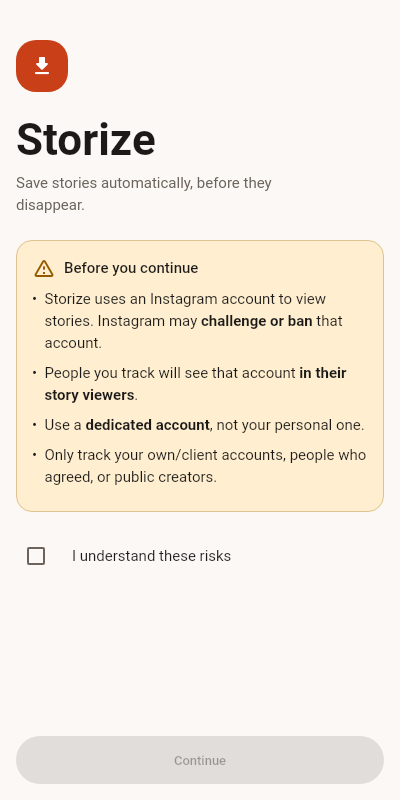 Storize
Save stories automatically, before they
disappear.
Before you continue
• Storize uses an Instagram account to view
stories. Instagram may challenge or ban that
account.
• People you track will see that account in their
story viewers.
• Use a dedicated account, not your personal one.
• Only track your own/client accounts, people who
agreed, or public creators.
I understand these risks
Continue